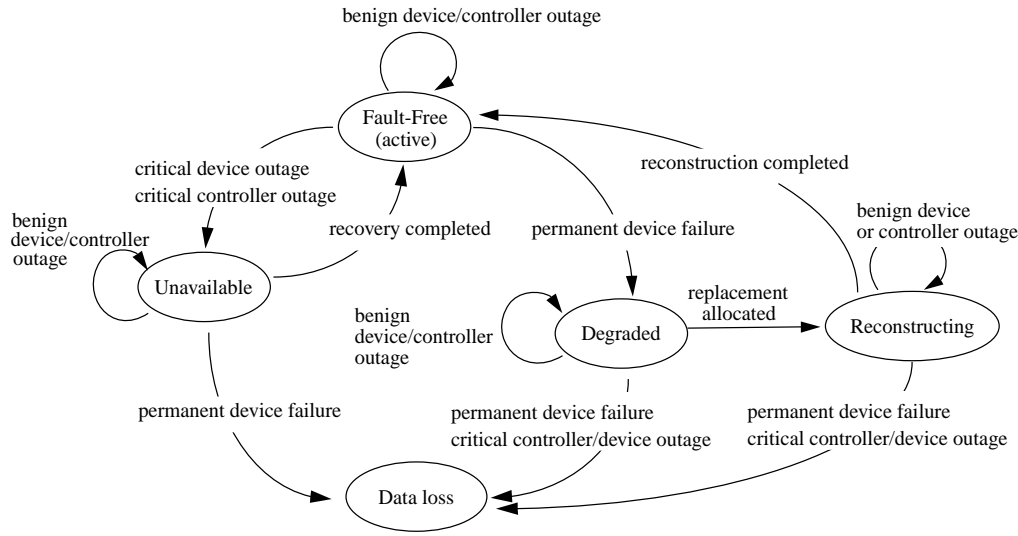 benign device/controller outage
Fault-Free
(active)
critical device outage
critical controller outage
reconstruction completed
benign
device/controller
outage
recovery completed
permanent device failure
benign device
or controller outage
Unavailable
benign
device/controller
outage
Degraded
replacement
allocated
Reconstructing
permanent device failure
permanent device failure
critical controller/device outage
permanent device failure
critical controller/device outage
Data loss